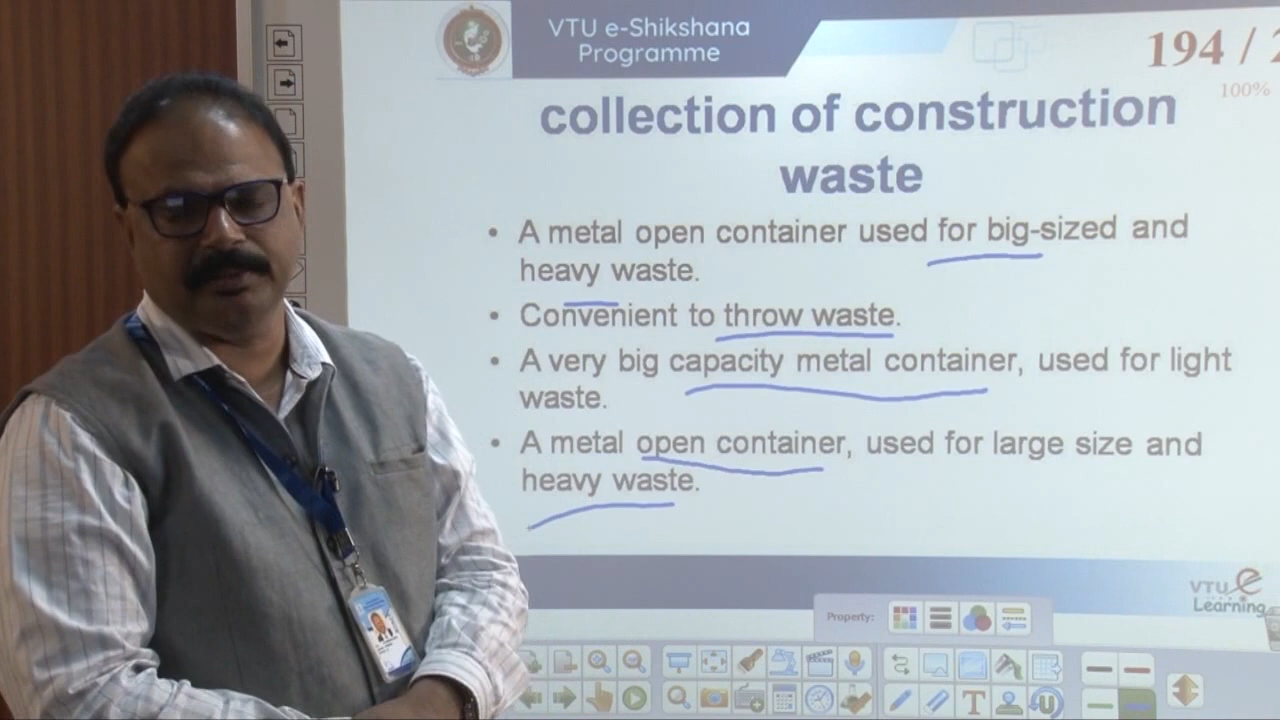 VTU e-Shikshana
Programme
194 / 2
100%
collection of construction
waste
• A metal open container used for big-sized and
heavy waste.
• Convenient to throw waste.
• A very big capacity metal container, used for light
waste.
• A metal open container, used for large size and
heavy waste.
VTU e
Learning
Property:
T